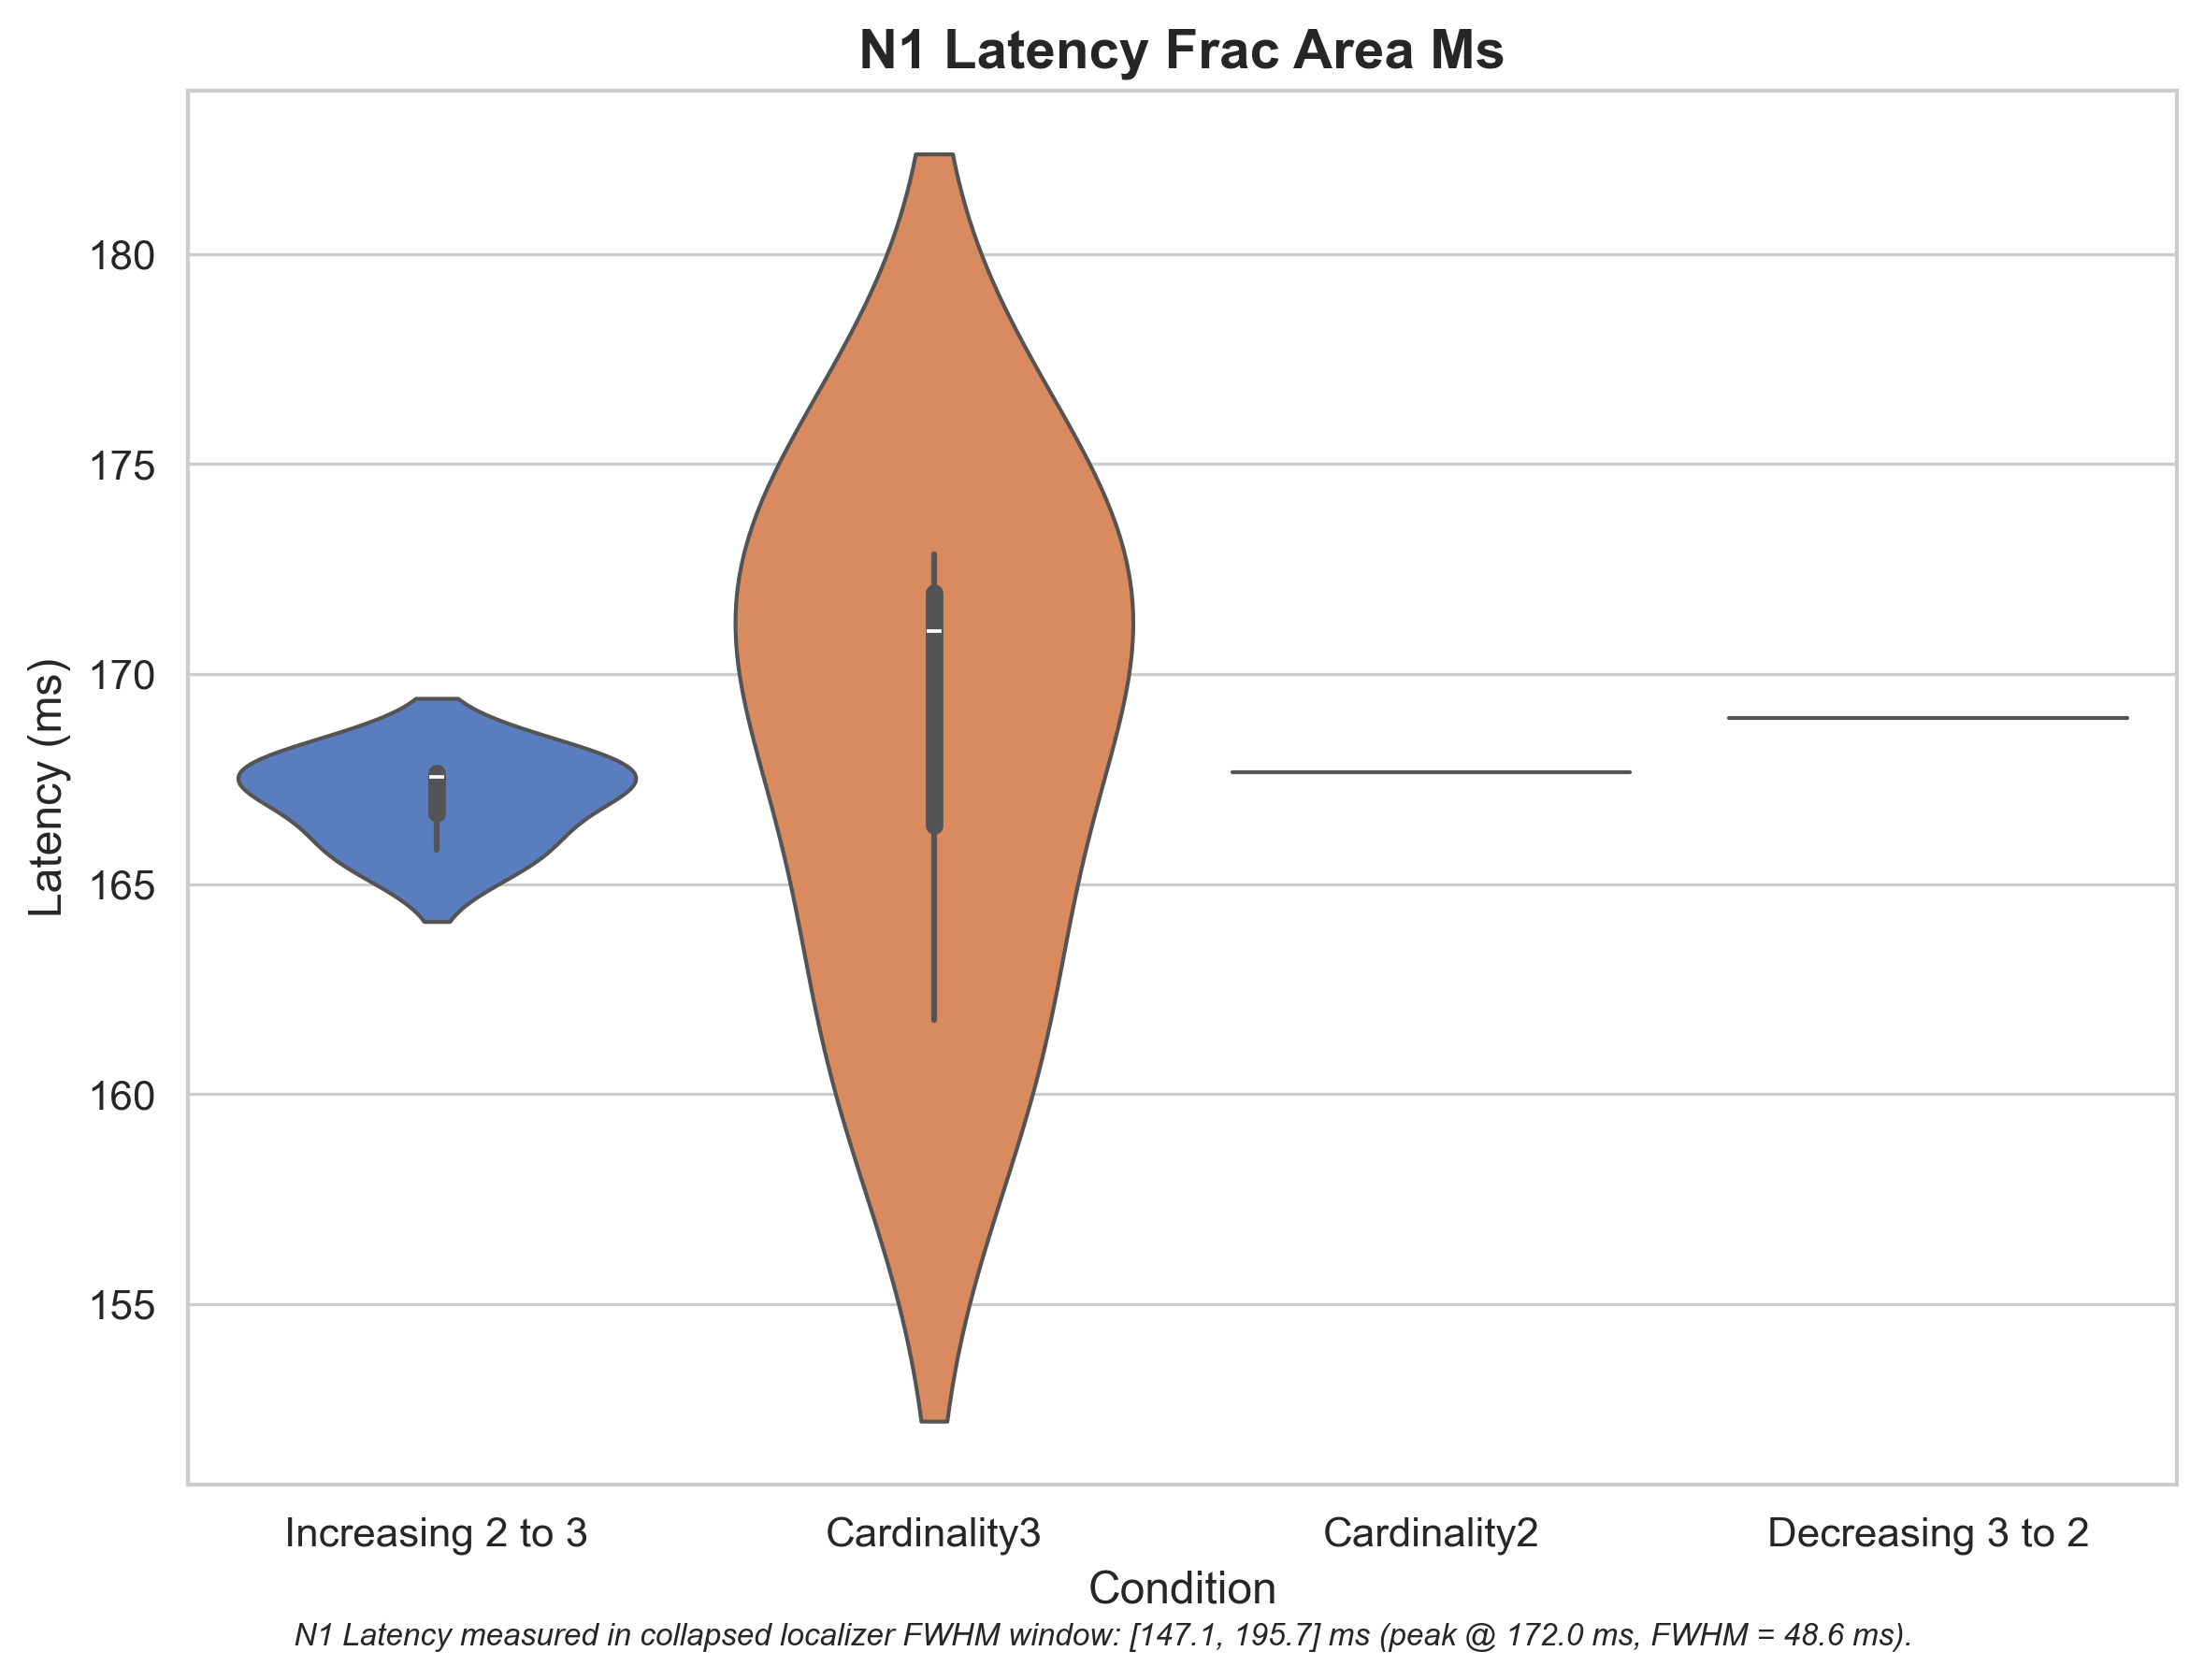 N1 Latency Frac Area Ms
Latency (ms)
180
175
170
165
160
155
Increasing 2 to 3
Cardinality3
Cardinality2
Decreasing 3 to 2
Condition
N1 Latency measured in collapsed localizer FWHM window: [147.1, 195.7] ms (peak @ 172.0 ms, FWHM = 48.6 ms).